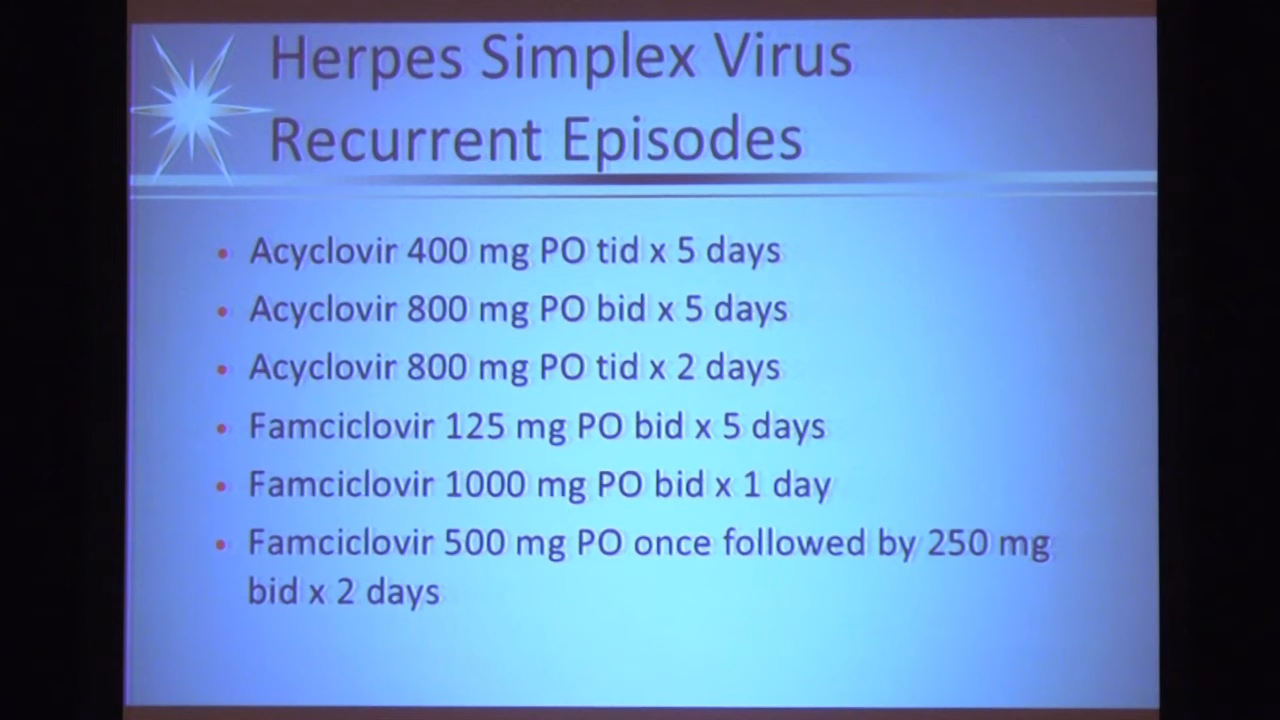 Herpes Simplex Virus
Recurrent Episodes
• Acyclovir 400 mg PO tid x 5 days
• Acyclovir 800 mg PO bid x 5 days
• Acyclovir 800 mg PO tid x 2 days
• Famciclovir 125 mg PO bid x 5 days
• Famciclovir 1000 mg PO bid x 1 day
• Famciclovir 500 mg PO once followed by 250 mg
bid x 2 days